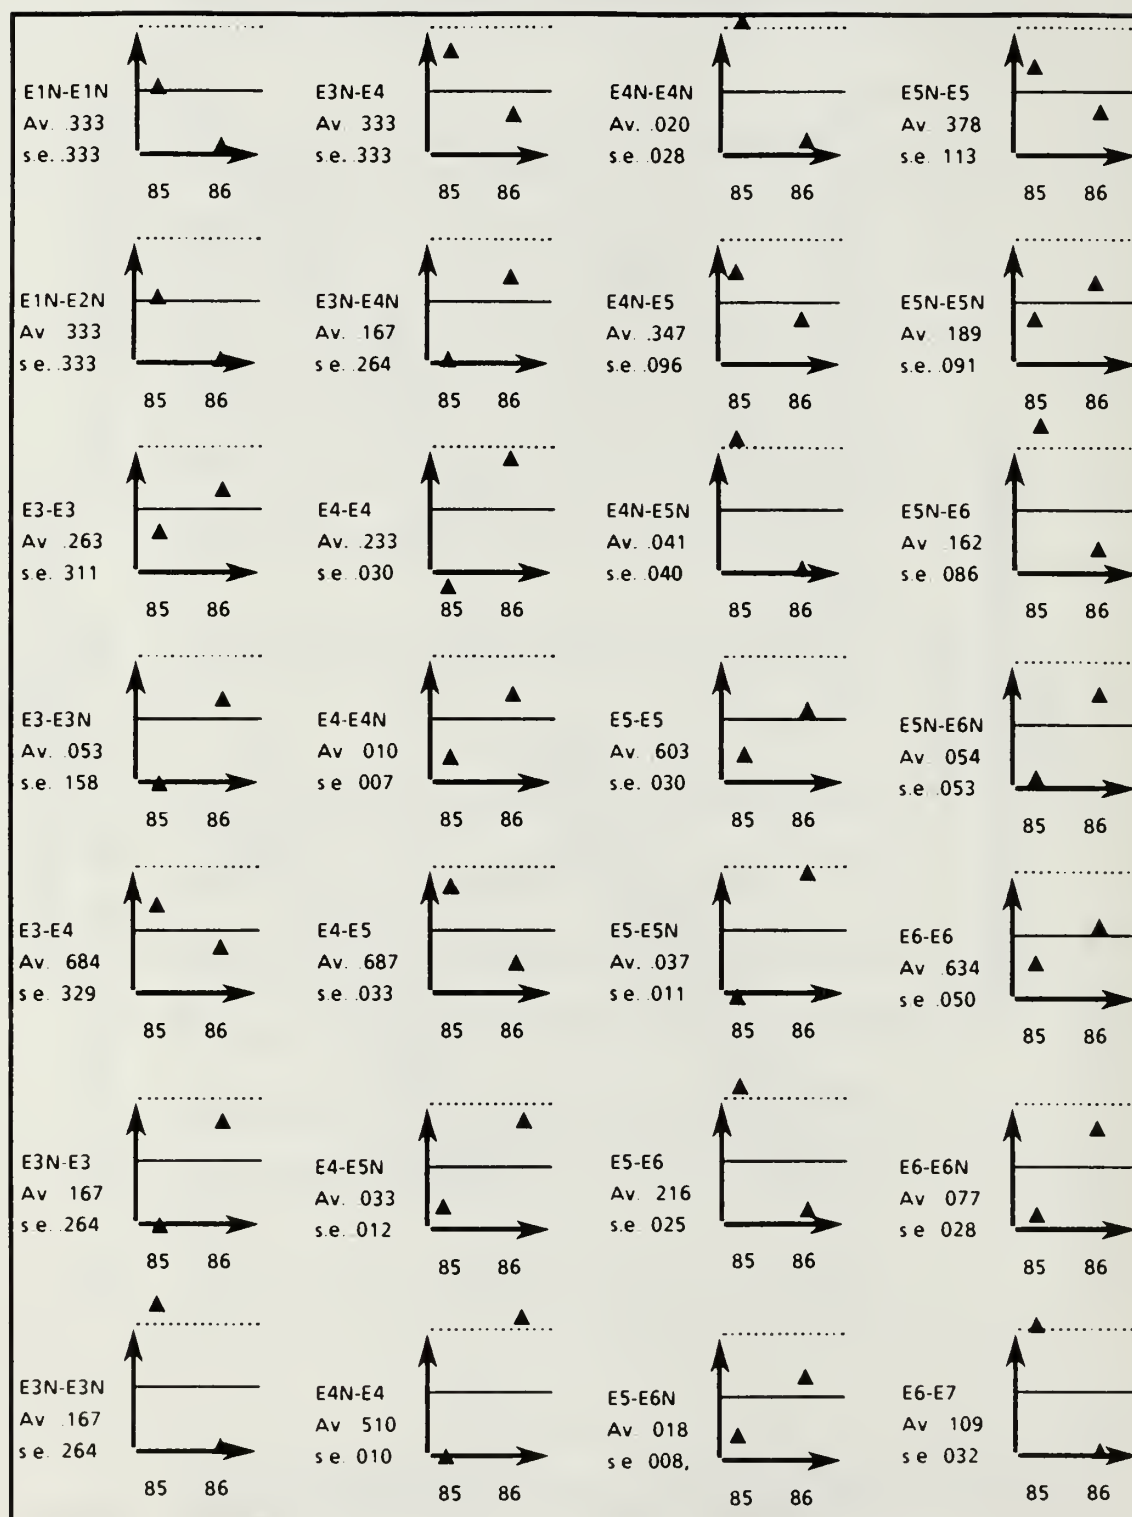 E1N-E1N
Av. .333
s.e. .333
85 86
E3N-E4
Av. 333
s.e. .333
E4N-E4N
Av. .020
s.e. .028
85 86
E5N-E5
Av. 378
s.e. 113
85 86
E1N-E2N
Av 333
s e. .333
85 86
E3N-E4N
Av. .167
s.e. .264
85 86
E4N-E5
Av. .347
s.e. .096
85 86
E5N-E5N
Av. 189
s.e. .091
85 86
E3-E3
Av .263
s.e. 311
85 86
E4-E4
Av. .233
s.e. .030
85 86
E4N-E5N
Av. .041
s.e. .040
85 86
E5N-E6
Av .162
s.e. 086
85 86
E3-E3N
Av .053
s.e. 158
85 86
E4-E4N
Av 010
s e 007
85 86
E5-E5
Av. 603
s.e. 030
85 86
E5N-E6N
Av. .054
s.e. .053
85 86
E3-E4
Av. 684
s e. 329
85 86
E4-E5
Av. .687
s.e. .033
85 86
E5-E5N
Av. .037
s.e. .011
85 86
E6-E6
Av .634
s e .050
85 86
E3N-E3
Av 167
s e. .264
85 86
E4-E5N
Av. .033
s.e. .012
85 86
E5-E6
Av. 216
s.e. 025
85 86
E6-E6N
Av 077
s e 028
85 86
E3N-E3N
Av .167
s e. 264
85 86
E4N-E4
Av 510
s e. 010
85 86
E5-E6N
Av. 018
s e 008,
85 86
E6-E7
Av 109
s e 032
85 86